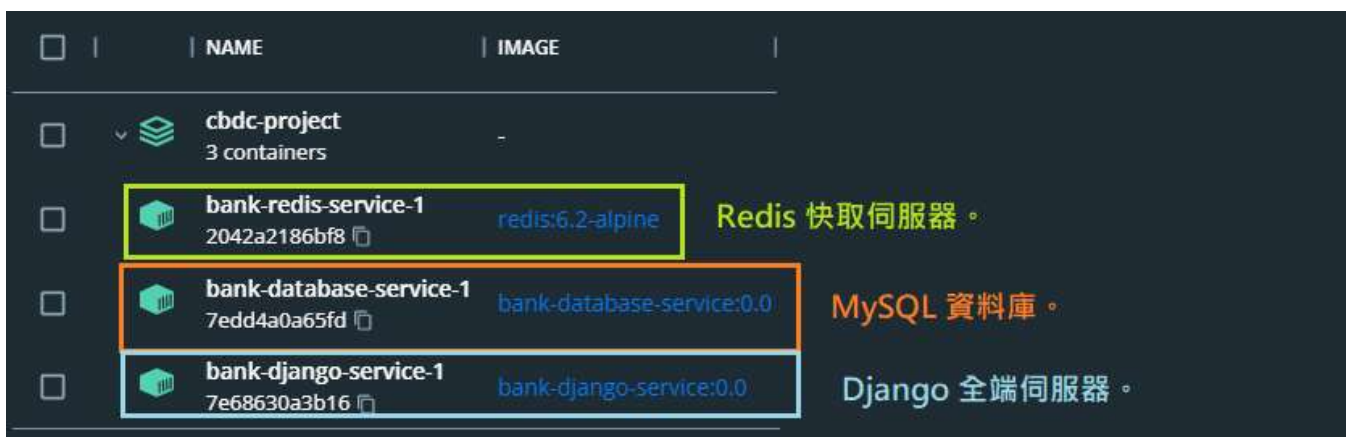 NAME IMAGE
cbdc-project
3 containers -
bank-redis-service-1
2042a2186bf8 redis:6.2-alpine Redis 快取伺服器。
bank-database-service-1
7edd4a0a65fd bank-database-service:0.0 MySQL 資料庫。
bank-django-service-1
7e68630a3b16 bank-django-service:0.0 Django 全端伺服器。